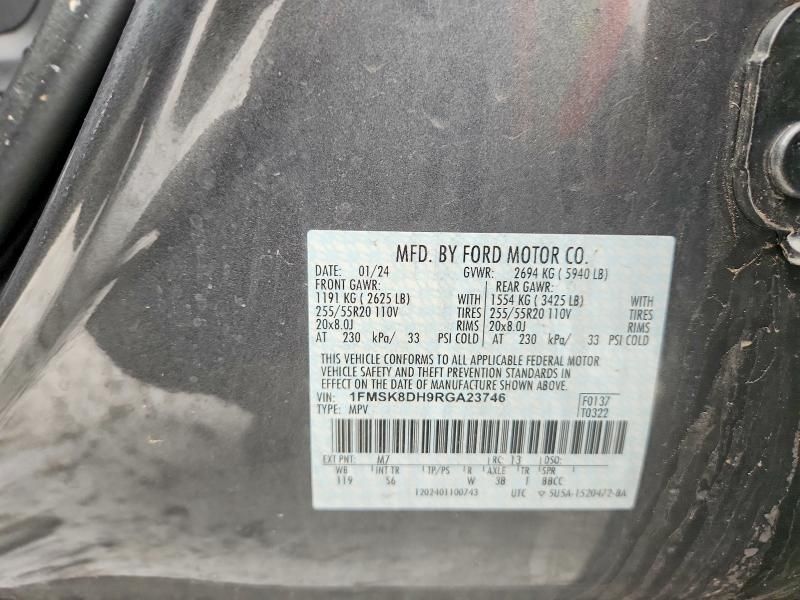 MFD. BY FORD MOTOR CO.
DATE: 01/24 GVWR: 2694 KG ( 5940 LB)
FRONT GAWR: REAR GAWR:
1191 KG ( 2625 LB) WITH 1554 KG ( 3425 LB) WITH
255/55R20 110V TIRES 255/55R20 110V TIRES
20x8.0J RIMS 20x8.0J RIMS
AT 230 kPa/ 33 PSI COLD AT 230 kPa/ 33 PSI COLD
THIS VEHICLE CONFORMS TO ALL APPLICABLE FEDERAL MOTOR
VEHICLE SAFETY AND THEFT PREVENTION STANDARDS IN
EFFECT ON THE DATE OF MANUFACTURE SHOWN ABOVE.
VIN: 1FMSK8DH9RGA23746 F0137
TYPE: MPV T0322
EXT PNT: M7 RC: 13 DSO:
WB INT TR TP/PS R AXLE TR SPR
119 S6 W 3B I BBCC
1202401100743 UTC 5U5A-1520472-BA